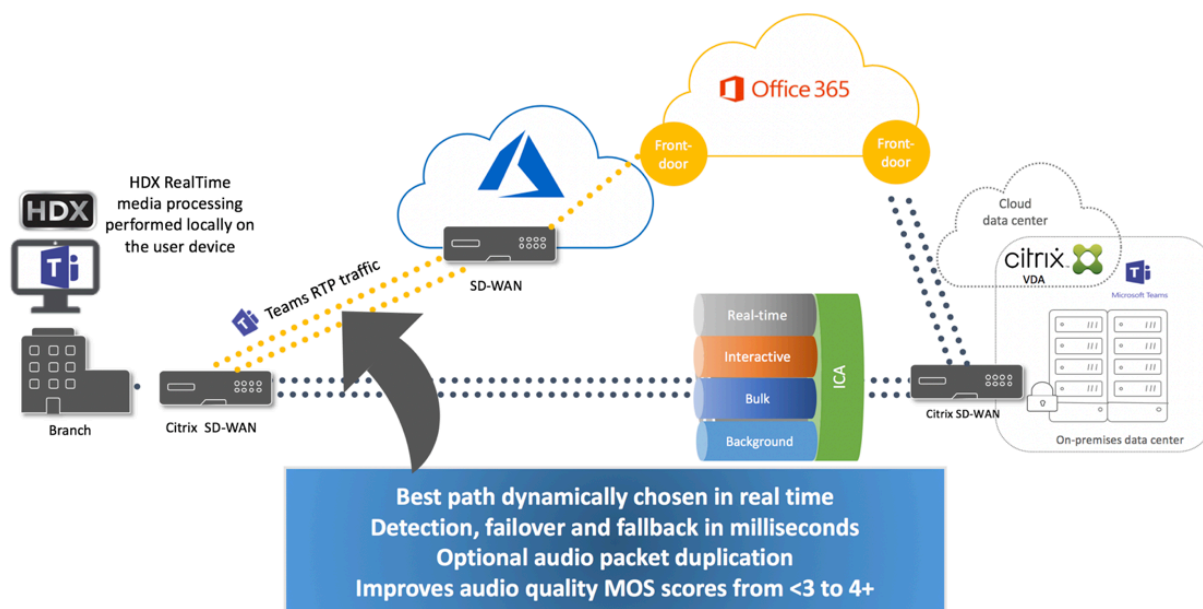 Office 365
Front-
door
Front-
door
HDX
HDX RealTime
media processing
performed locally on
the user device
Cloud
data center
citrix
VDA
Microsoft Teams
T
T
SD-WAN
T
Teams RTP traffic
Real-time
Interactive
Bulk
Background
ICA
Branch
Citrix SD-WAN
Citrix SD-WAN
On-premises data center
Best path dynamically chosen in real time
Detection, failover and fallback in milliseconds
Optional audio packet duplication
Improves audio quality MOS scores from <3 to 4+